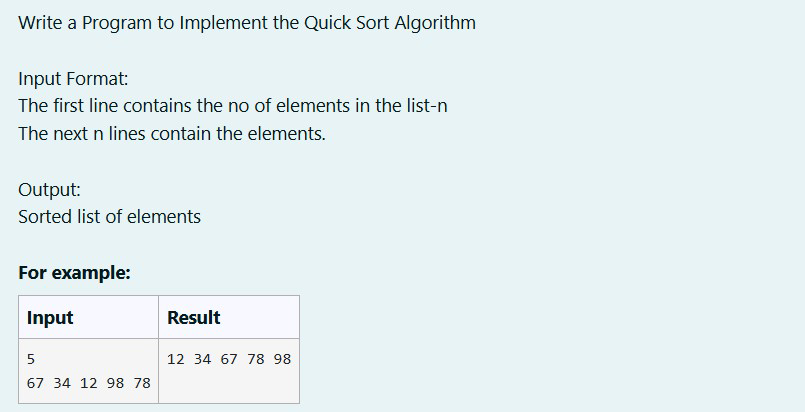 Write a Program to Implement the Quick Sort Algorithm
Input Format:
The first line contains the no of elements in the list-n
The next n lines contain the elements.
Output:
Sorted list of elements
For example:
Input Result
5 12 34 67 78 98
67 34 12 98 78